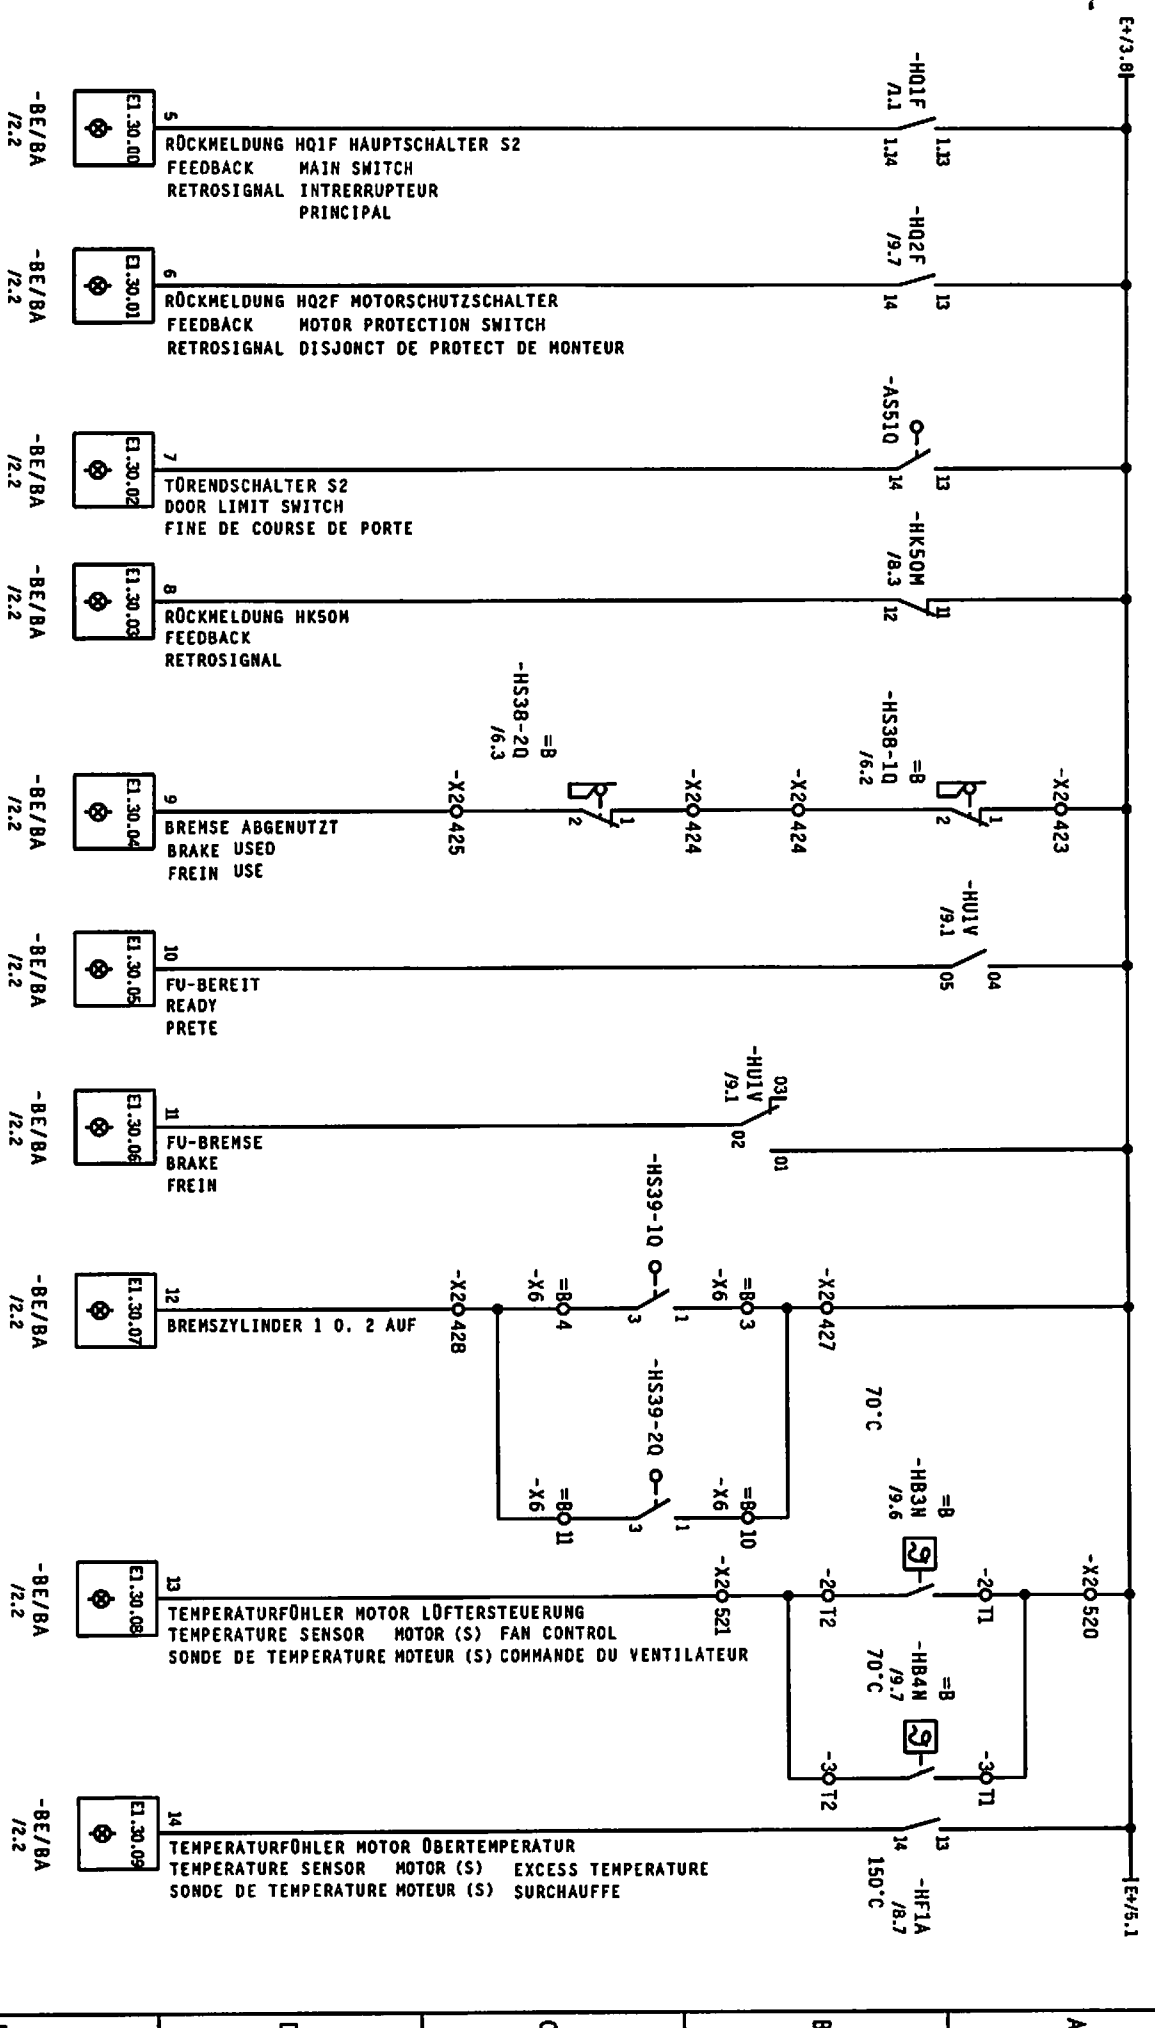 E+/3.8
-HQ1F
/1.1
1.13
1.14
E1.30.00
5
RÜCKMELDUNG HQ1F HAUPTSCHALTER S2
FEEDBACK MAIN SWITCH
RETROSIGNAL INTRERRUPTEUR
PRINCIPAL
-BE/BA
/2.2
-HQ2F
/9.7
13
14
E1.30.01
6
RÜCKMELDUNG HQ2F MOTORSCHUTZSCHALTER
FEEDBACK MOTOR PROTECTION SWITCH
RETROSIGNAL DISJONCT DE PROTECT DE MONTEUR
-BE/BA
/2.2
-AS51Q
13
14
E1.30.02
7
TÜRENDSCHALTER S2
DOOR LIMIT SWITCH
FINE DE COURSE DE PORTE
-BE/BA
/2.2
-HK50M
/8.3
11
12
E1.30.03
8
RÜCKMELDUNG HK50M
FEEDBACK
RETROSIGNAL
-BE/BA
/2.2
-X2 423
=B
-HS38-1Q
/6.2
1
2
-X2 424
-X2 424
=B
-HS38-2Q
/6.3
1
2
-X2 425
E1.30.04
9
BREMSE ABGENUTZT
BRAKE USED
FREIN USE
-BE/BA
/2.2
-HU1V
/9.1
04
05
E1.30.05
10
FU-BEREIT
READY
PRETE
-BE/BA
/2.2
-HU1V
/9.1
03
01
02
E1.30.06
11
FU-BREMSE
BRAKE
FREIN
-BE/BA
/2.2
-X2 427
=B 3
-X6
-HS39-1Q
1
3
=B 4
-X6
=B 10
-X6
-HS39-2Q
1
3
=B 11
-X6
-X2 428
E1.30.07
12
BREMSZYLINDER 1 O. 2 AUF
-BE/BA
/2.2
-X2 520
70°C
=B
-HB3N
/9.6
-2 T1
-2 T2
=B
-HB4N
/9.7
70°C
-3 T1
-3 T2
-X2 521
E1.30.08
13
TEMPERATURFÜHLER MOTOR LÜFTERSTEUERUNG
TEMPERATURE SENSOR MOTOR (S) FAN CONTROL
SONDE DE TEMPERATURE MOTEUR (S) COMMANDE DU VENTILATEUR
-BE/BA
/2.2
E+/5.1
13
14
-HF1A
/8.7
150°C
E1.30.09
14
TEMPERATURFÜHLER MOTOR ÜBERTEMPERATUR
TEMPERATURE SENSOR MOTOR (S) EXCESS TEMPERATURE
SONDE DE TEMPERATURE MOTEUR (S) SURCHAUFFE
-BE/BA
/2.2
A
B
C